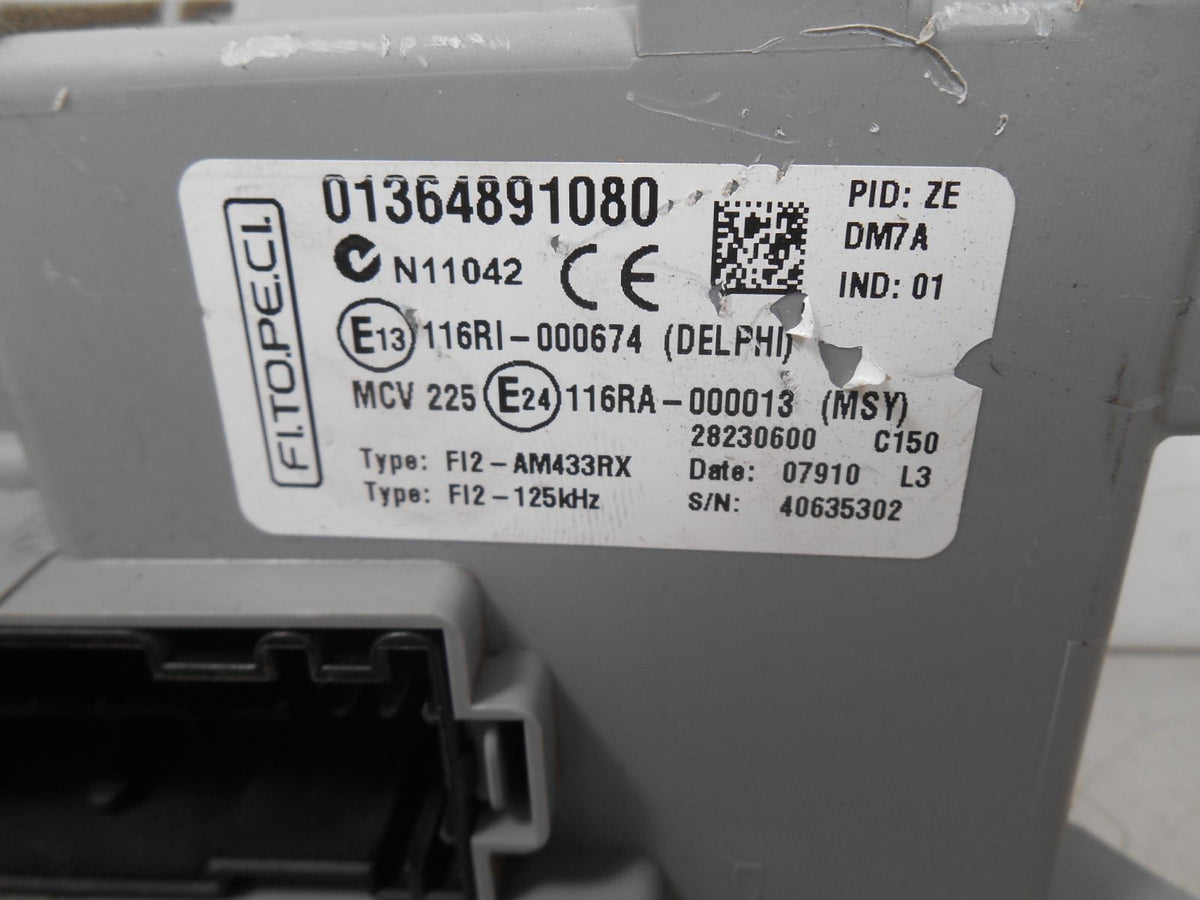 FI.TO.PE.CI.
01364891080
N11042 CE
E13 116RI-000674 (DELPHI)
MCV 225 E24 116RA-000013 (MSY)
Type: FI2-AM433RX
Type: FI2-125kHz
PID: ZE
DM7A
IND: 01
28230600 C150
Date: 07910 L3
S/N: 40635302